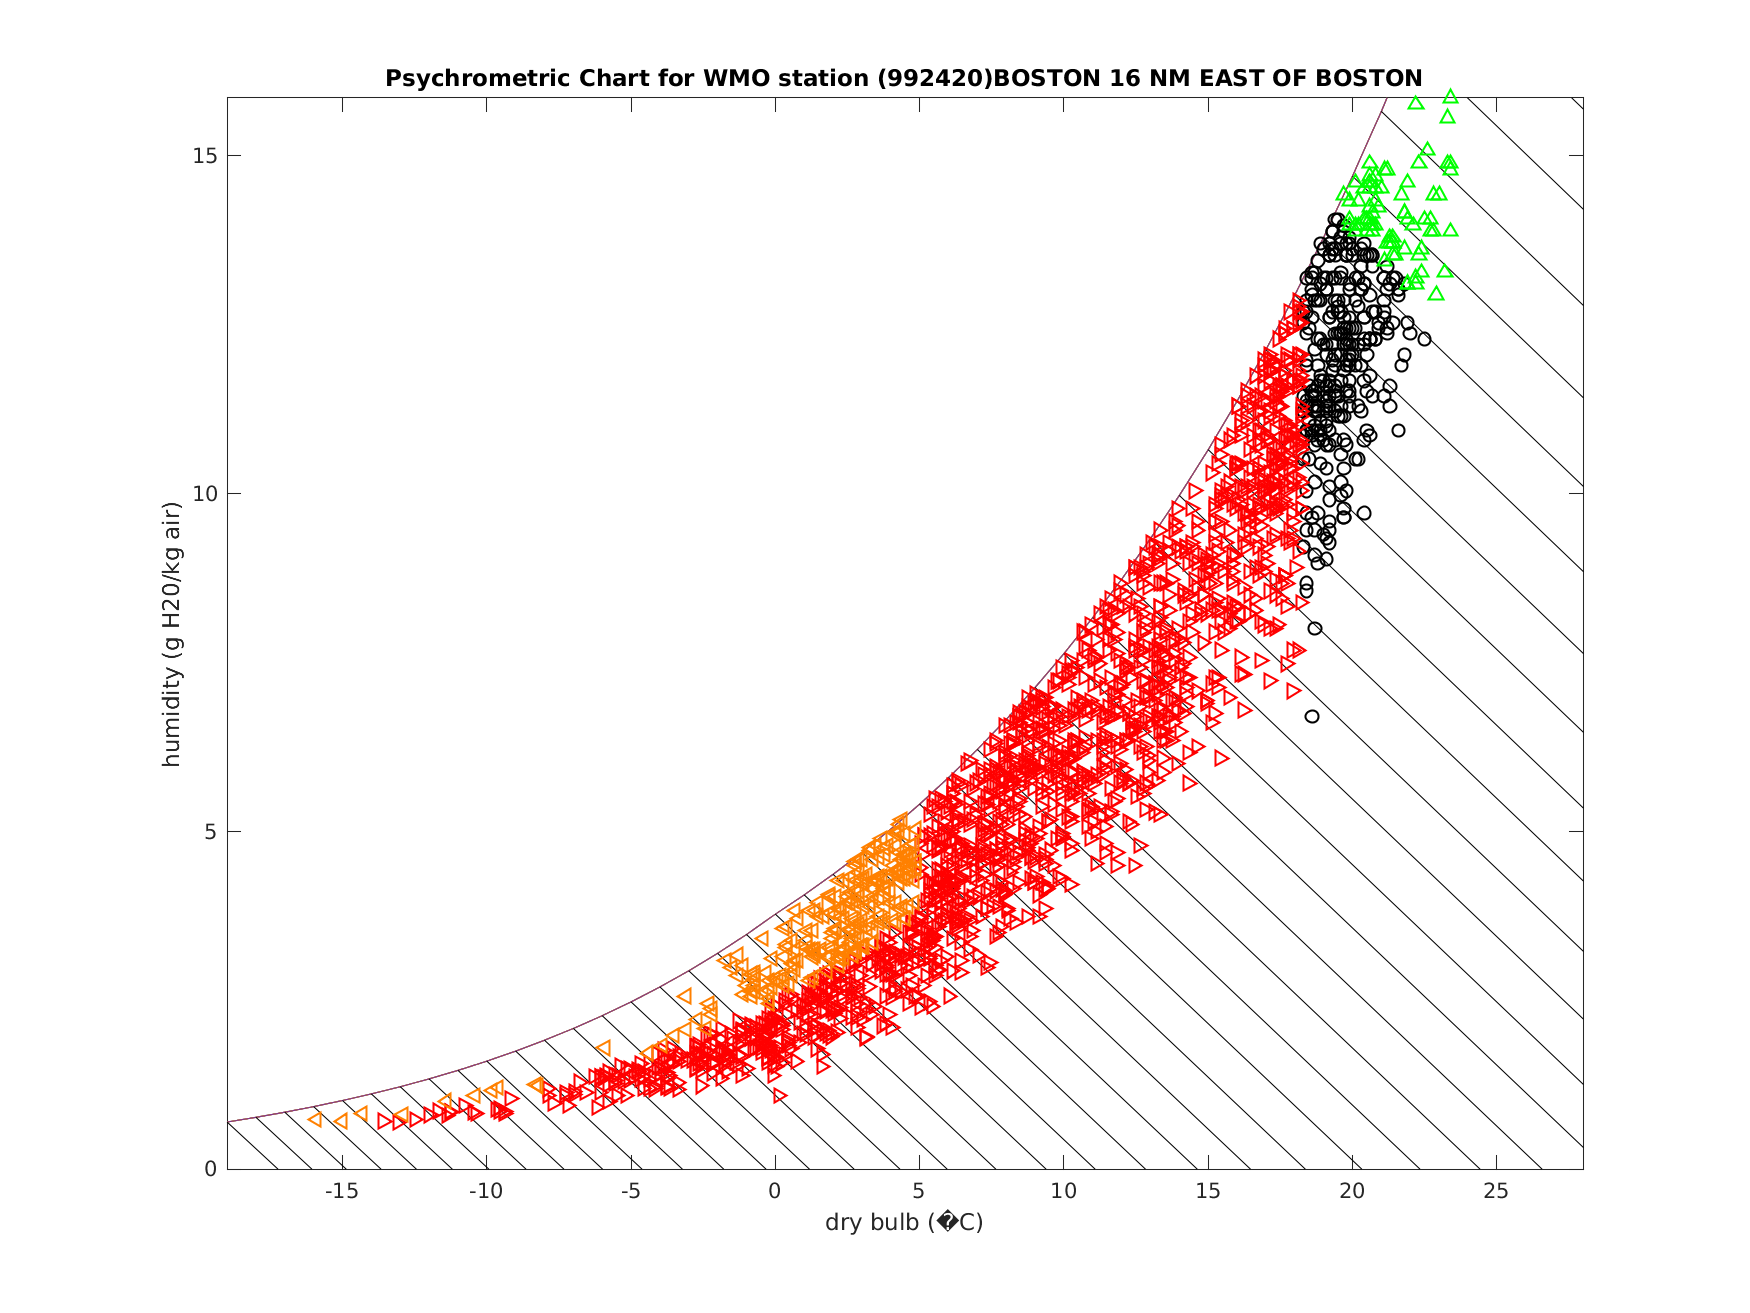 Psychrometric Chart for WMO station (992420)BOSTON 16 NM EAST OF BOSTON
15
10
5
0
humidity (g H20/kg air)
-15 -10 -5 0 5 10 15 20 25
dry bulb (�C)